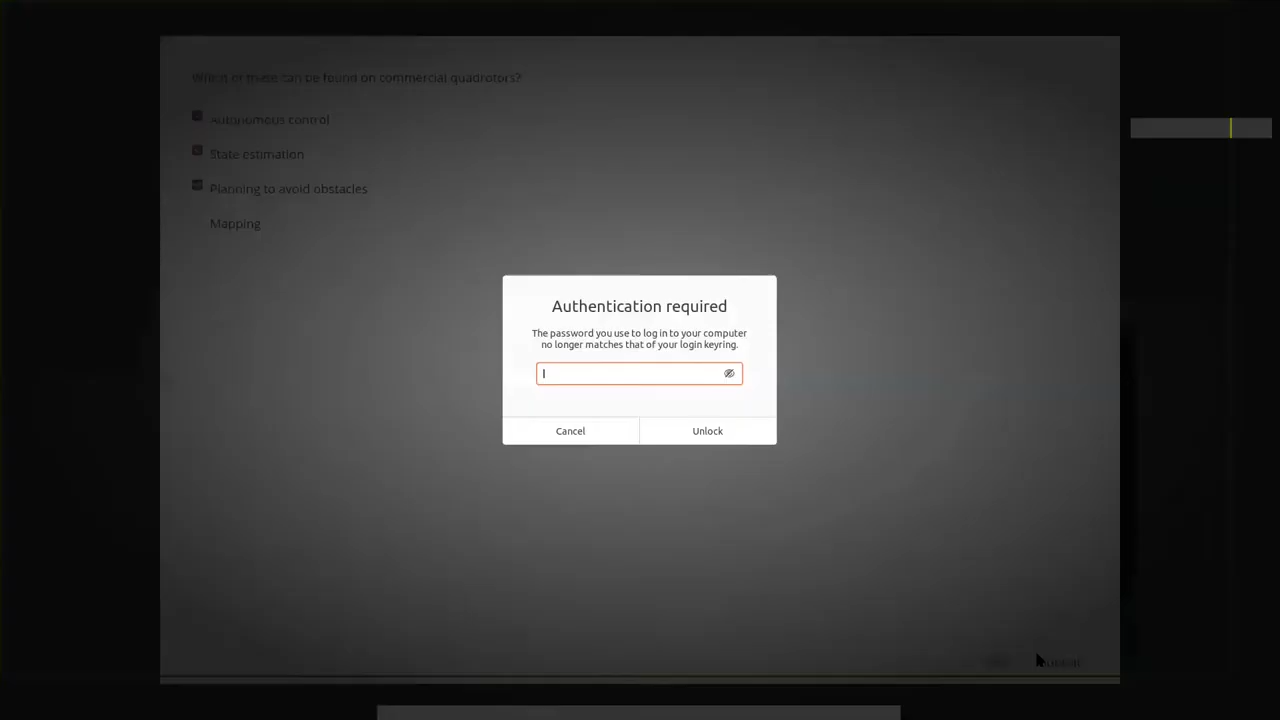 Which of these can be found on commercial quadrotors?
Autonomous control
State estimation
Planning to avoid obstacles
Mapping
Authentication required
The password you use to log in to your computer
no longer matches that of your login keyring.
Cancel
Unlock